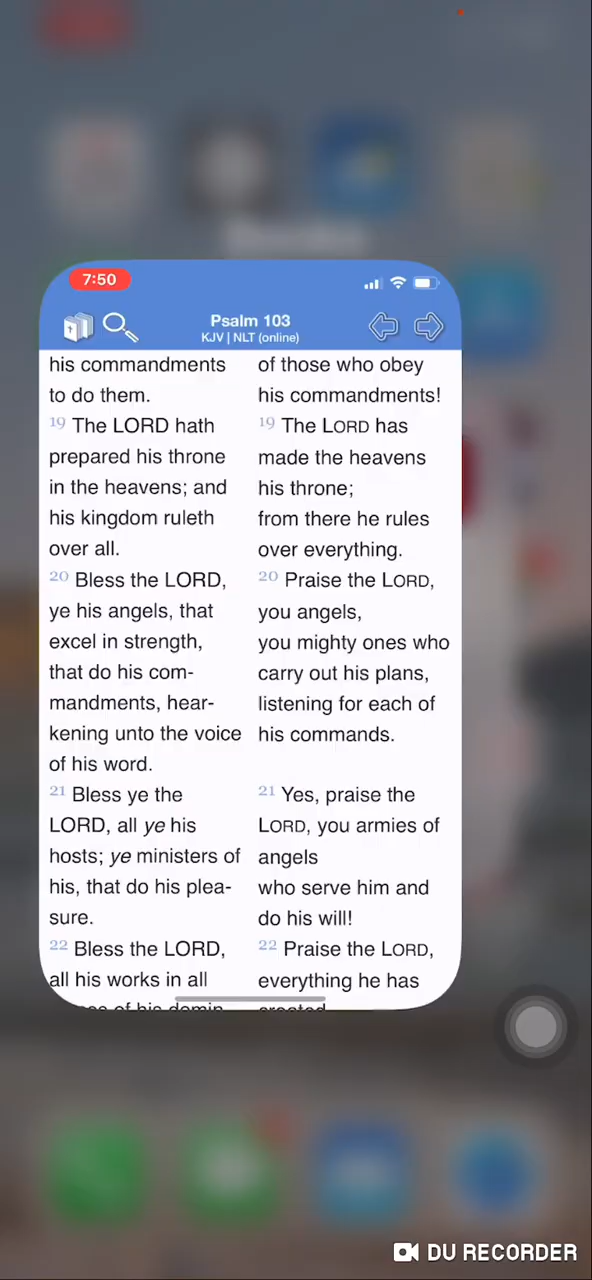 7:50
Psalm 103
KJV | NLT (online)
his commandments
to do them.
19 The LORD hath
prepared his throne
in the heavens; and
his kingdom ruleth
over all.
20 Bless the LORD,
ye his angels, that
excel in strength,
that do his com-
mandments, hear-
kening unto the voice
of his word.
21 Bless ye the
LORD, all ye his
hosts; ye ministers of
his, that do his plea-
sure.
22 Bless the LORD,
all his works in all
of his domin
of those who obey
his commandments!
19 The LORD has
made the heavens
his throne;
from there he rules
over everything.
20 Praise the LORD,
you angels,
you mighty ones who
carry out his plans,
listening for each of
his commands.
21 Yes, praise the
LORD, you armies of
angels
who serve him and
do his will!
22 Praise the LORD,
everything he has
created
DU RECORDER